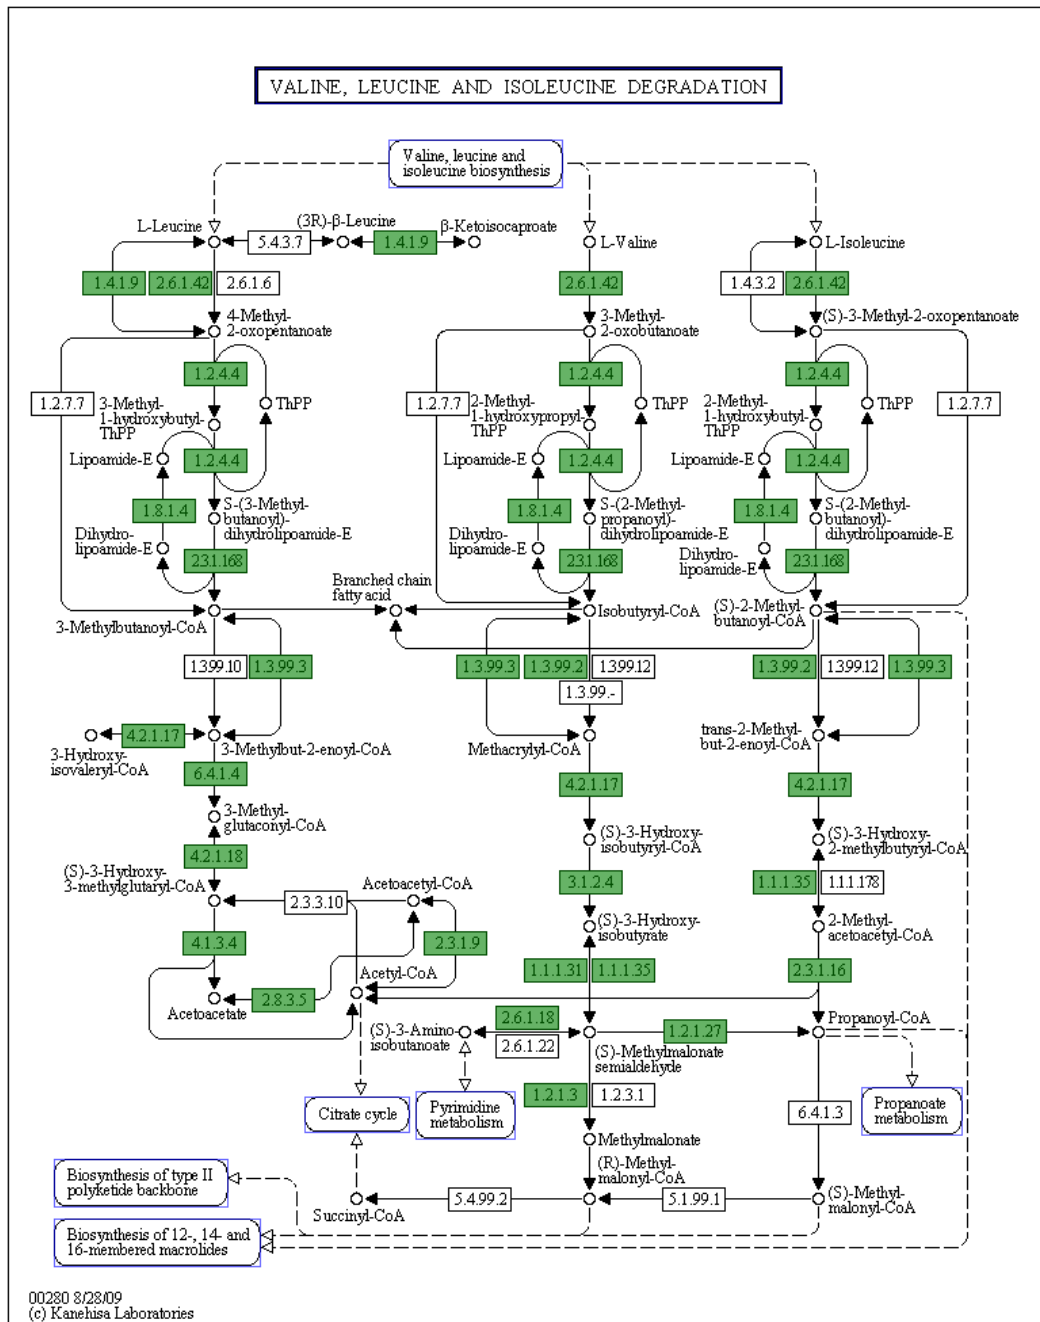 VALINE, LEUCINE AND ISOLEUCINE DEGRADATION
Valine, leucine and
isoleucine biosynthesis
L-Leucine
(3R)-β-Leucine
β-Ketoisocaproate
5.4.3.7
1.4.1.9
L-Valine
L-Isoleucine
1.4.1.9
2.6.1.42
2.6.1.6
2.6.1.42
1.4.3.2
2.6.1.42
4-Methyl-
2-oxopentanoate
3-Methyl-
2-oxobutanoate
(S)-3-Methyl-2-oxopentanoate
1.2.4.4
1.2.4.4
1.2.4.4
1.2.7.7
3-Methyl-
1-hydroxybutyl-
ThPP
ThPP
1.2.7.7
2-Methyl-
1-hydroxypropyl-
ThPP
ThPP
2-Methyl-
1-hydroxybutyl-
ThPP
ThPP
1.2.7.7
Lipoamide-E
1.2.4.4
Lipoamide-E
1.2.4.4
Lipoamide-E
1.2.4.4
1.8.1.4
S-(3-Methyl-
butanoyl)-
dihydrolipoamide-E
1.8.1.4
S-(2-Methyl-
propanoyl)-
dihydrolipoamide-E
1.8.1.4
S-(2-Methyl-
butanoyl)-
dihydrolipoamide-E
Dihydro-
lipoamide-E
2.3.1.168
Dihydro-
lipoamide-E
2.3.1.168
Dihydro-
lipoamide-E
2.3.1.168
Branched chain
fatty acid
3-Methylbutanoyl-CoA
Isobutyryl-CoA
(S)-2-Methyl-
butanoyl-CoA
1.3.99.10
1.3.99.3
1.3.99.3
1.3.99.2
1.3.99.12
1.3.99.-
1.3.99.2
1.3.99.12
1.3.99.3
4.2.1.17
3-Hydroxy-
isovaleryl-CoA
3-Methylbut-2-enoyl-CoA
Methacrylyl-CoA
trans-2-Methyl-
but-2-enoyl-CoA
6.4.1.4
4.2.1.17
4.2.1.17
3-Methyl-
glutaconyl-CoA
(S)-3-Hydroxy-
isobutyryl-CoA
(S)-3-Hydroxy-
2-methylbutyryl-CoA
4.2.1.18
(S)-3-Hydroxy-
3-methylglutaryl-CoA
Acetoacetyl-CoA
3.1.2.4
1.1.1.35
1.1.1.178
2.3.3.10
(S)-3-Hydroxy-
isobutyrate
2-Methyl-
acetoacetyl-CoA
4.1.3.4
2.3.1.9
Acetyl-CoA
1.1.1.31
1.1.1.35
2.3.1.16
Acetoacetate
2.8.3.5
(S)-3-Amino-
isobutanoate
2.6.1.18
2.6.1.22
1.2.1.27
Propanoyl-CoA
(S)-Methylmalonate
semialdehyde
Citrate cycle
Pyrimidine
metabolism
1.2.1.3
1.2.3.1
6.4.1.3
Propanoate
metabolism
Methylmalonate
Biosynthesis of type II
polyketide backbone
(R)-Methyl-
malonyl-CoA
Succinyl-CoA
5.4.99.2
5.1.99.1
(S)-Methyl-
malonyl-CoA
Biosynthesis of 12-, 14- and
16-membered macrolides
00280 8/28/09
(c) Kanehisa Laboratories